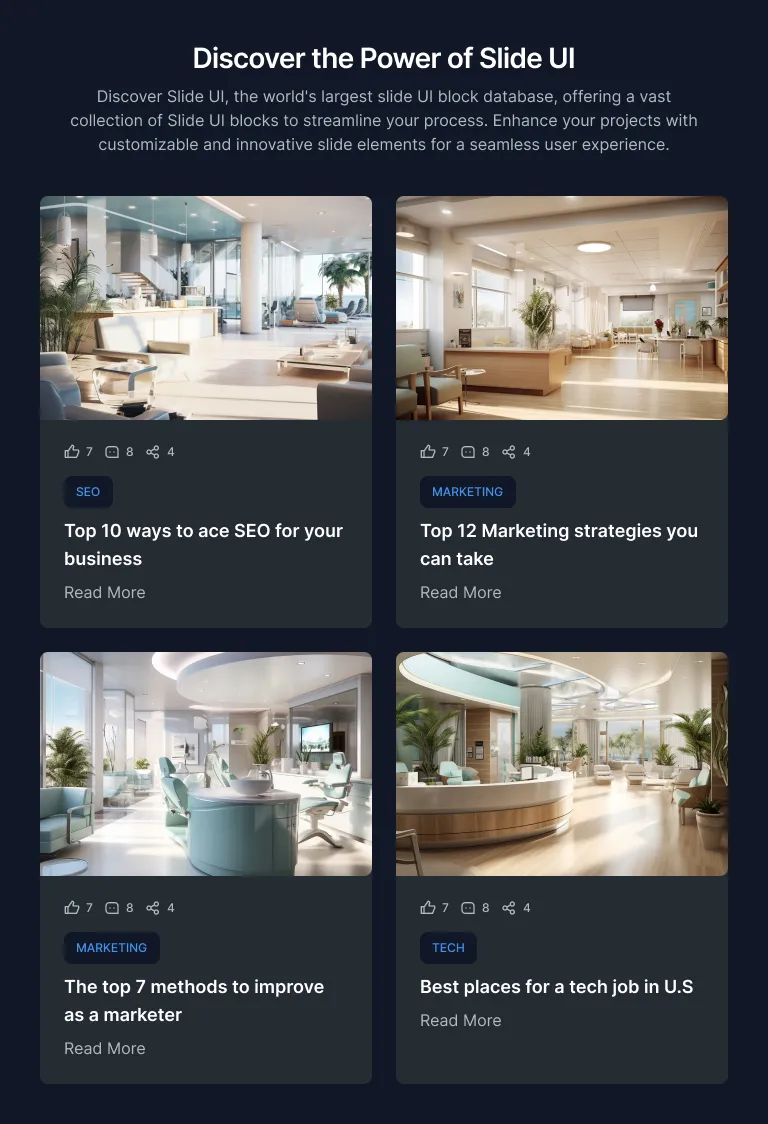 Discover the Power of Slide UI
Discover Slide UI, the world's largest slide UI block database, offering a vast
collection of Slide UI blocks to streamline your process. Enhance your projects with
customizable and innovative slide elements for a seamless user experience.
7 8 4
SEO
Top 10 ways to ace SEO for your
business
Read More
7 8 4
MARKETING
Top 12 Marketing strategies you
can take
Read More
7 8 4
MARKETING
The top 7 methods to improve
as a marketer
Read More
7 8 4
TECH
Best places for a tech job in U.S
Read More